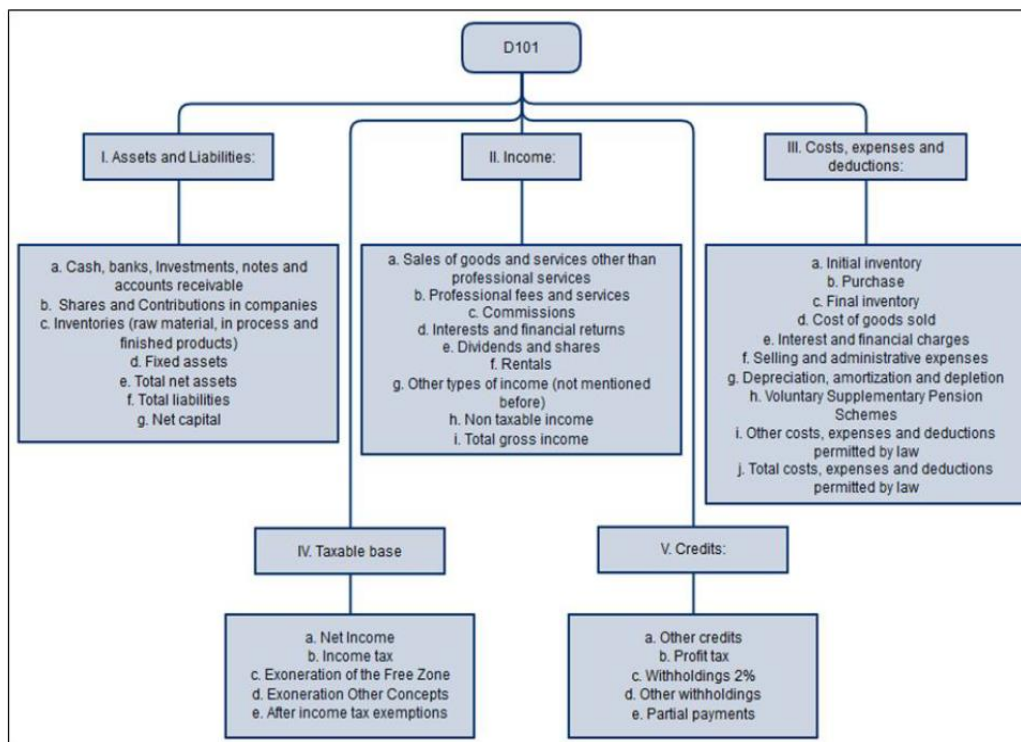 D101
I. Assets and Liabilities:
II. Income:
III. Costs, expenses and
deductions:
a. Cash, banks, Investments, notes and
accounts receivable
b. Shares and Contributions in companies
c. Inventories (raw material, in process and
finished products)
d. Fixed assets
e. Total net assets
f. Total liabilities
g. Net capital
a. Sales of goods and services other than
professional services
b. Professional fees and services
c. Commissions
d. Interests and financial returns
e. Dividends and shares
f. Rentals
g. Other types of income (not mentioned
before)
h. Non taxable income
i. Total gross income
a. Initial inventory
b. Purchase
c. Final inventory
d. Cost of goods sold
e. Interest and financial charges
f. Selling and administrative expenses
g. Depreciation, amortization and depletion
h. Voluntary Supplementary Pension
Schemes
i. Other costs, expenses and deductions
permitted by law
j. Total costs, expenses and deductions
permitted by law
IV. Taxable base
V. Credits:
a. Net Income
b. Income tax
c. Exoneration of the Free Zone
d. Exoneration Other Concepts
e. After income tax exemptions
a. Other credits
b. Profit tax
c. Withholdings 2%
d. Other withholdings
e. Partial payments